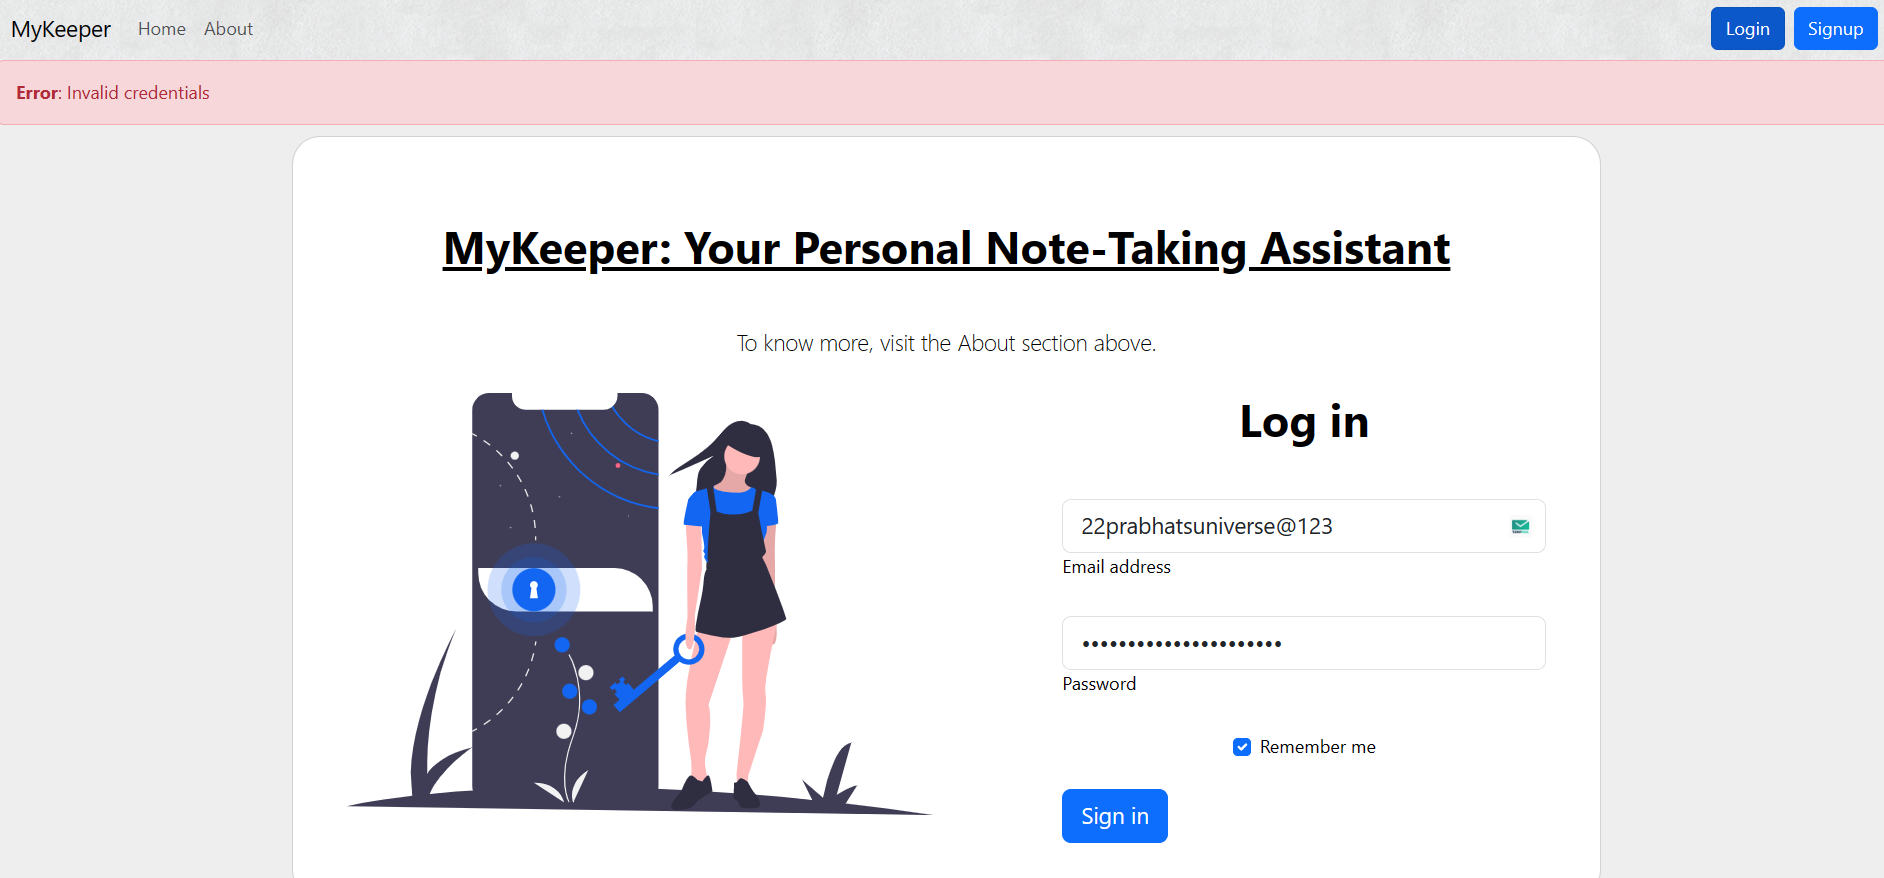 MyKeeper Home About Login Signup
Error: Invalid credentials
MyKeeper: Your Personal Note-Taking Assistant
To know more, visit the About section above.
Log in
22prabhatsuniverse@123
Email address
••••••••••••••••••••••
Password
Remember me
Sign in